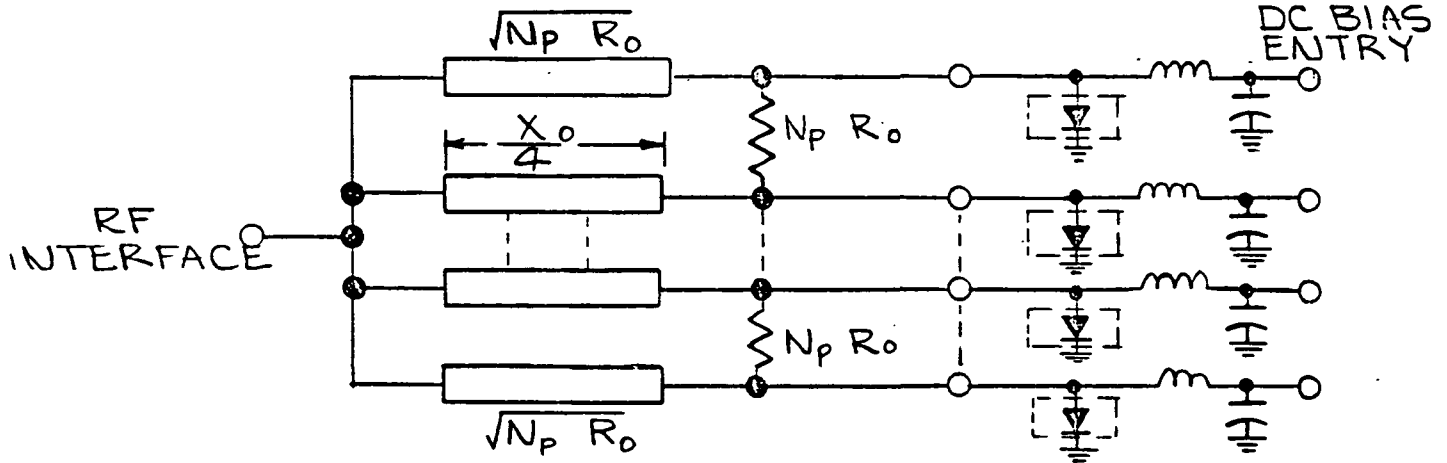 √Np Ro
DC BIAS
ENTRY
Np Ro
Xo
4
RF
INTERFACE
Np Ro
√Np Ro